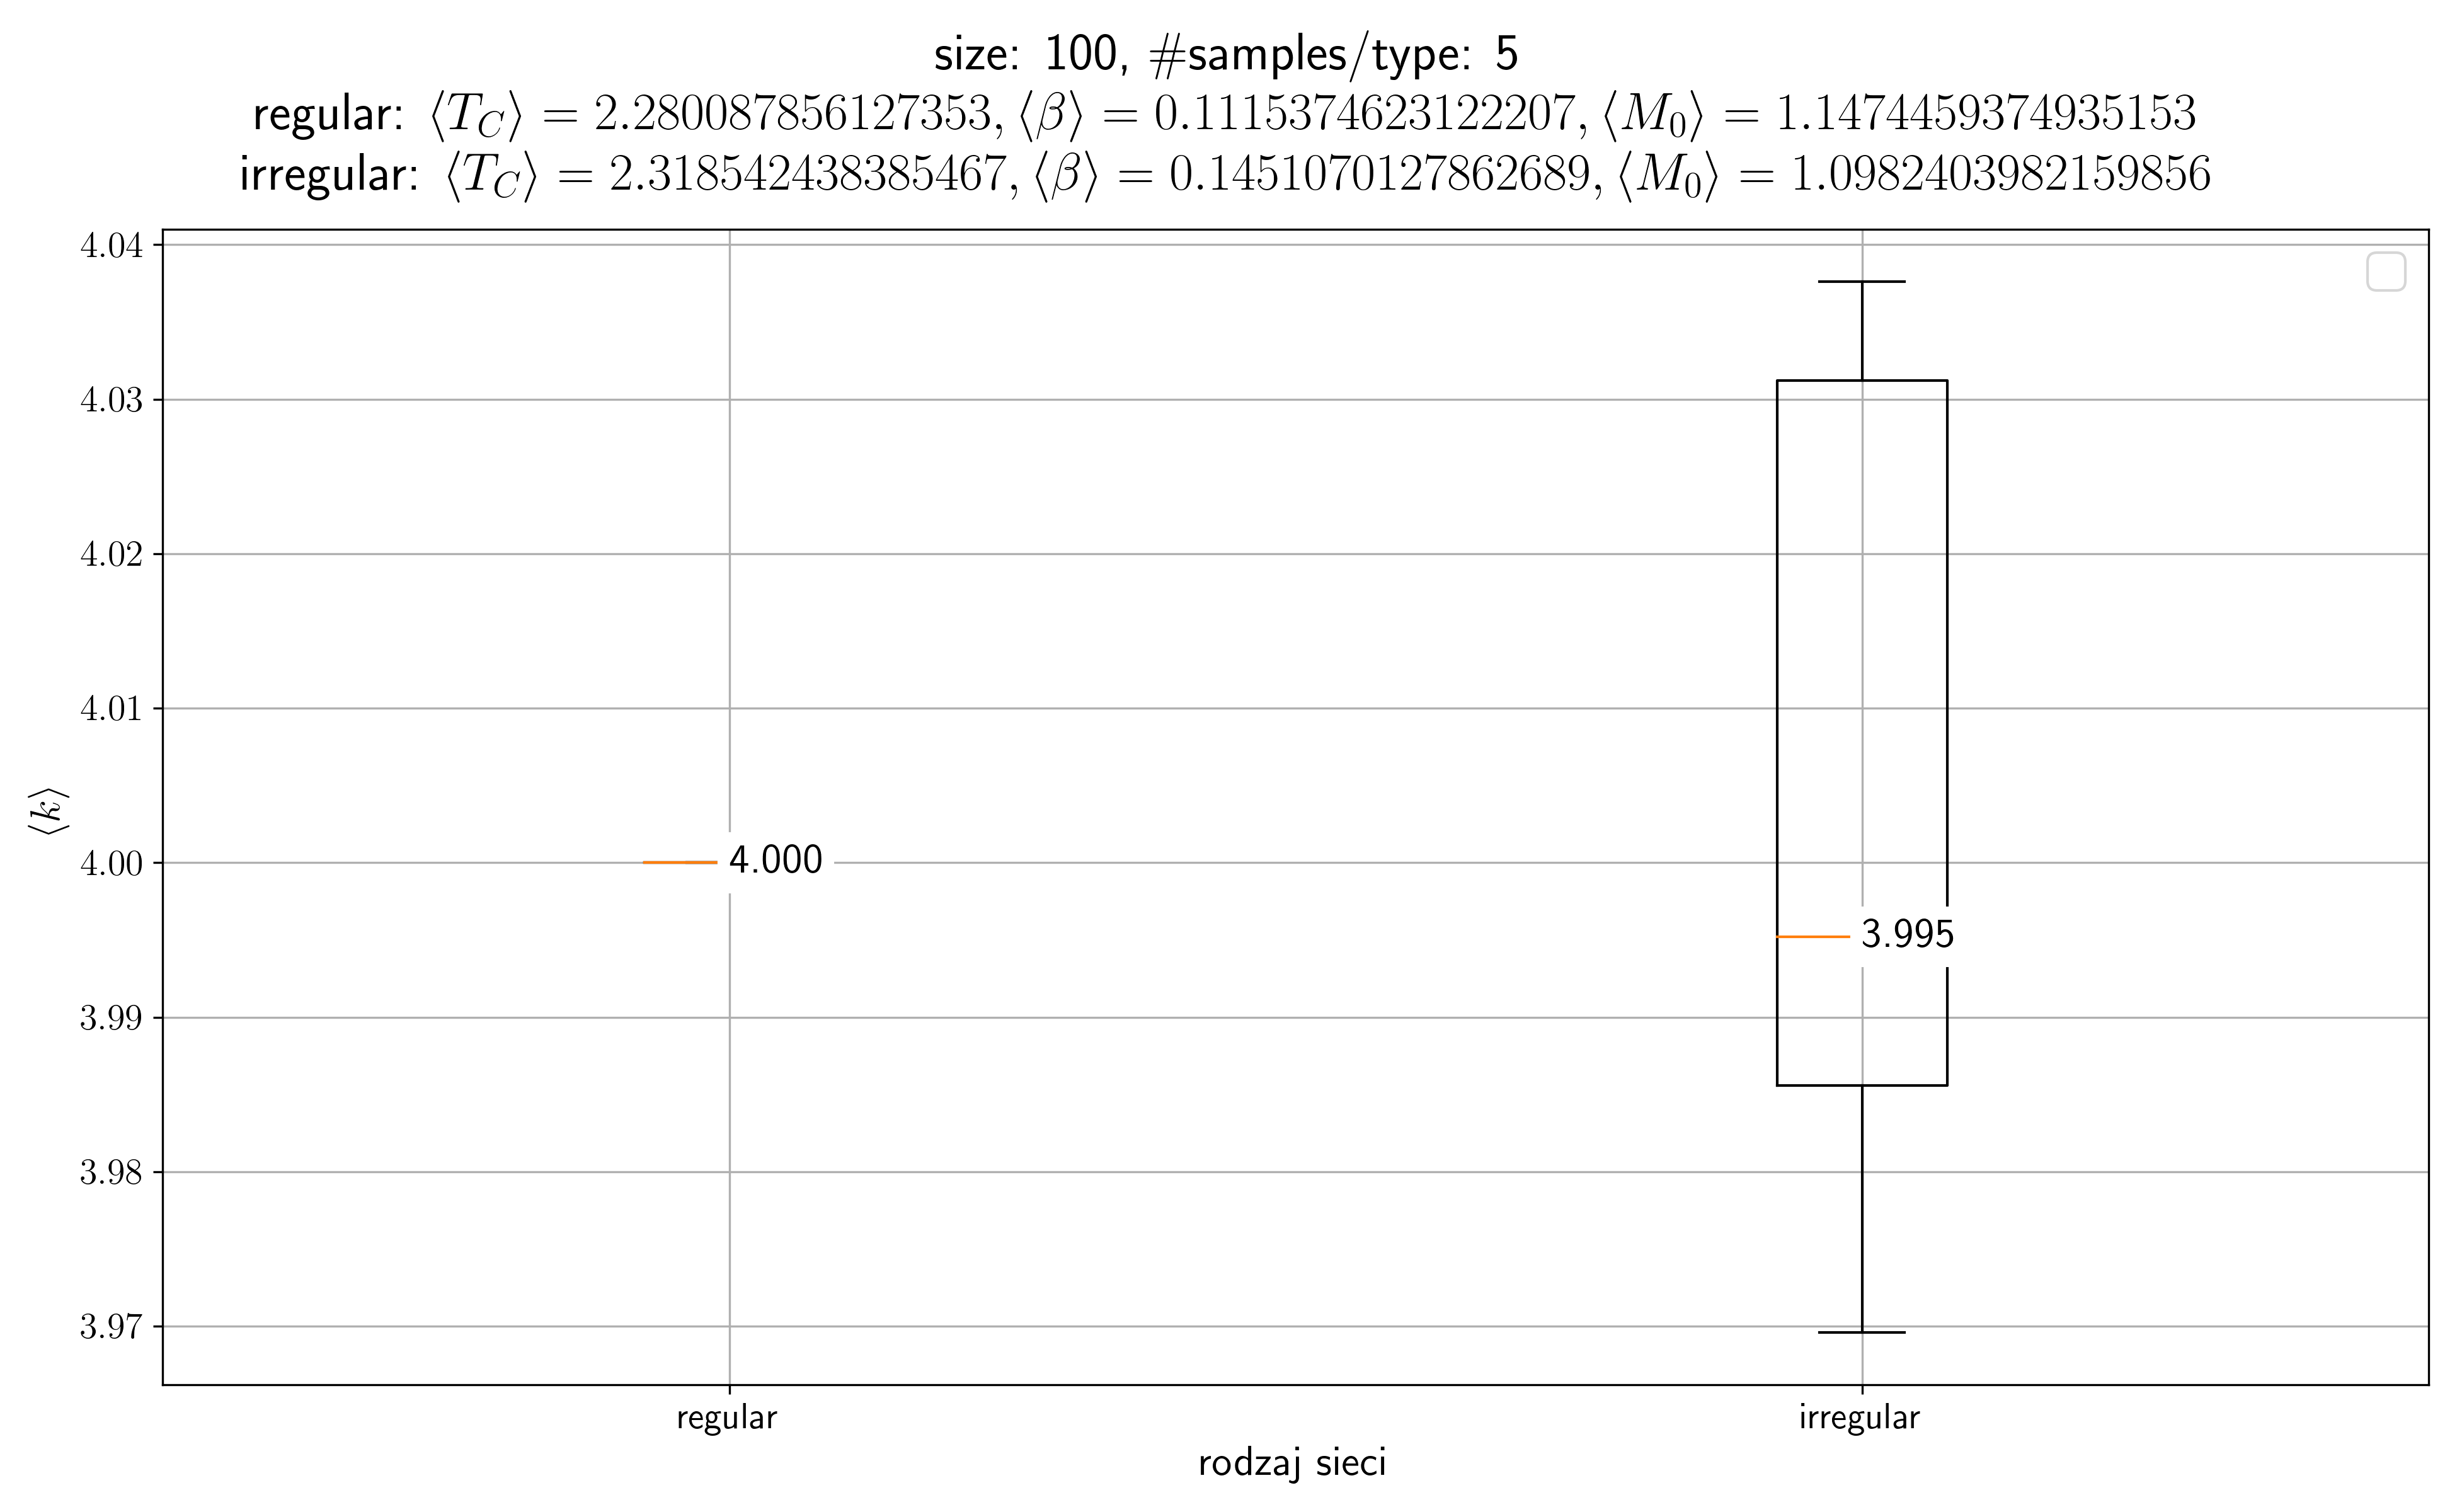 size: 100, #samples/type: 5
regular: ⟨T_C⟩ = 2.280087856127353, ⟨β⟩ = 0.1115374623122207, ⟨M_0⟩ = 1.1474459374935153
irregular: ⟨T_C⟩ = 2.318542438385467, ⟨β⟩ = 0.1451070127862689, ⟨M_0⟩ = 1.0982403982159856
4.04
4.03
4.02
4.01
⟨k⟩
4.00
4.000
3.995
3.99
3.98
3.97
regular
irregular
rodzaj sieci